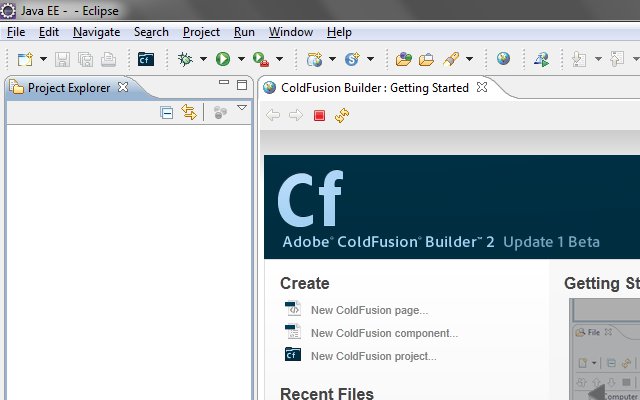 Java EE - - Eclipse
File Edit Navigate Search Project Run Window Help
Cf
Project Explorer
ColdFusion Builder : Getting Started
Cf
Adobe® ColdFusion® Builder™ 2 Update 1 Beta
Create
Getting St
New ColdFusion page...
New ColdFusion component...
Cf
New ColdFusion project...
File
Computer
Recent Files